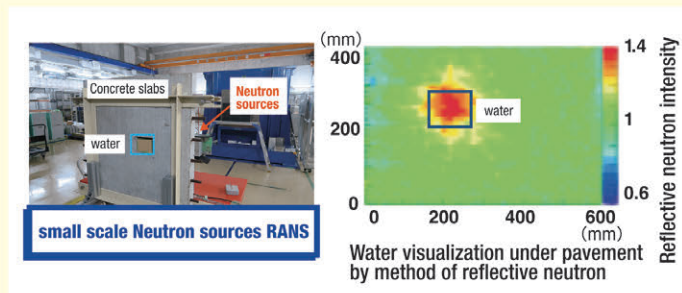 Concrete slabs
Neutron
sources
water
small scale Neutron sources RANS
(mm)
400
200
0
0 200 400 600
(mm)
water
1.4
1
0.6
Reflective neutron intensity
Water visualization under pavement
by method of reflective neutron